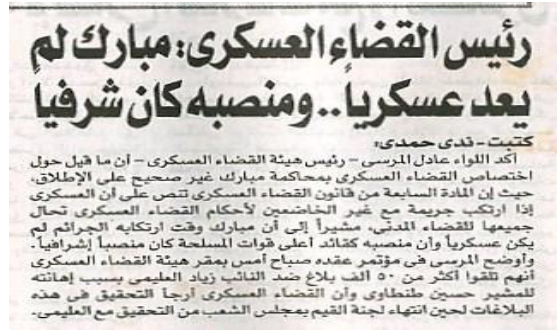 رئيس القضاء العسكرى: مبارك لم
يعد عسكرياً.. ومنصبه كان شرفياً
كتبت - ندى حمدى:
أكد اللواء عادل المرسى - رئيس هيئة القضاء العسكرى - أن ما قيل حول
اختصاص القضاء العسكرى بمحاكمة مبارك غير صحيح على الإطلاق،
حيث إن المادة السابعة من قانون القضاء العسكرى تنص على أن العسكرى
إذا ارتكب جريمة مع غير الخاضعين لأحكام القضاء العسكرى تحال
جميعها للقضاء المدنى، مشيراً إلى أن مبارك وقت ارتكابه الجرائم لم
يكن عسكرياً وأن منصبه كقائد أعلى قوات المسلحة كان منصباً إشرافياً.
وأوضح المرسى فى مؤتمر عقده صباح أمس بمقر هيئة القضاء العسكرى
أنهم تلقوا أكثر من ٥٠ ألف بلاغ ضد النائب زياد العليمى بسبب إهانته
للمشير حسين طنطاوى وأن القضاء العسكرى أرجأ التحقيق فى هذه
البلاغات لحين انتهاء لجنة القيم بمجلس الشعب من التحقيق مع العليمى.